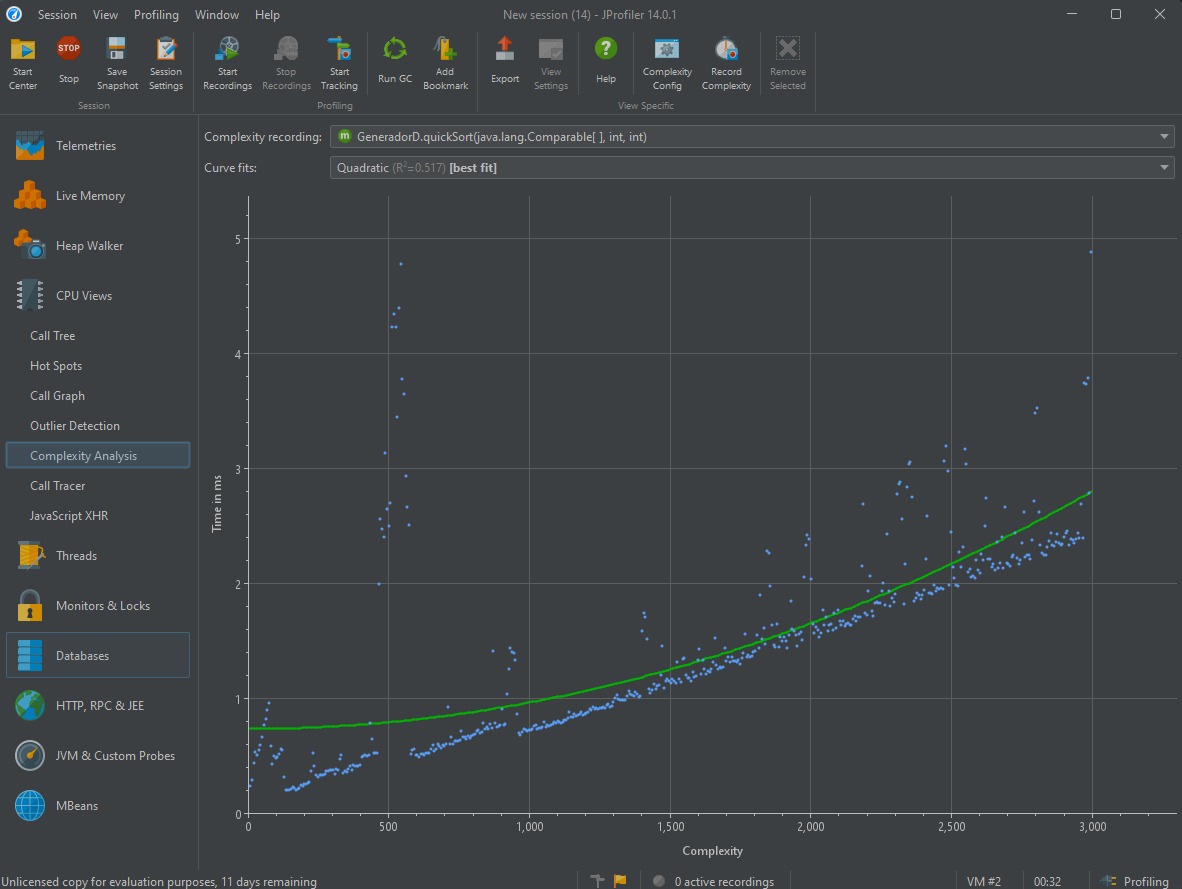 Session View Profiling Window Help New session (14) - JProfiler 14.0.1
STOP
Start Center
Stop
Save Snapshot
Session Settings
Start Recordings
Stop Recordings
Start Tracking
Run GC
Add Bookmark
Export
View Settings
?
Help
Complexity Config
Record Complexity
Remove Selected
Session
Profiling
View Specific
Telemetries
Live Memory
Heap Walker
CPU Views
Call Tree
Hot Spots
Call Graph
Outlier Detection
Complexity Analysis
Call Tracer
JavaScript XHR
Threads
Monitors & Locks
Databases
HTTP, RPC & JEE
JVM & Custom Probes
MBeans
Complexity recording: m GeneradorD.quickSort(java.lang.Comparable[ ], int, int)
Curve fits: Quadratic (R²=0.517) [best fit]
5
4
3
2
1
0
Time in ms
0 500 1,000 1,500 2,000 2,500 3,000
Complexity
Unlicensed copy for evaluation purposes, 11 days remaining
0 active recordings
VM #2
00:32
Profiling